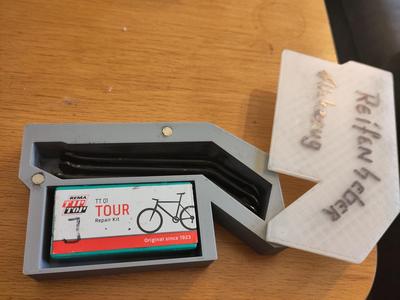 REMA
TIP
TOP
TT 01
TOUR
Repair Kit
Original since 1923
Reifenheber